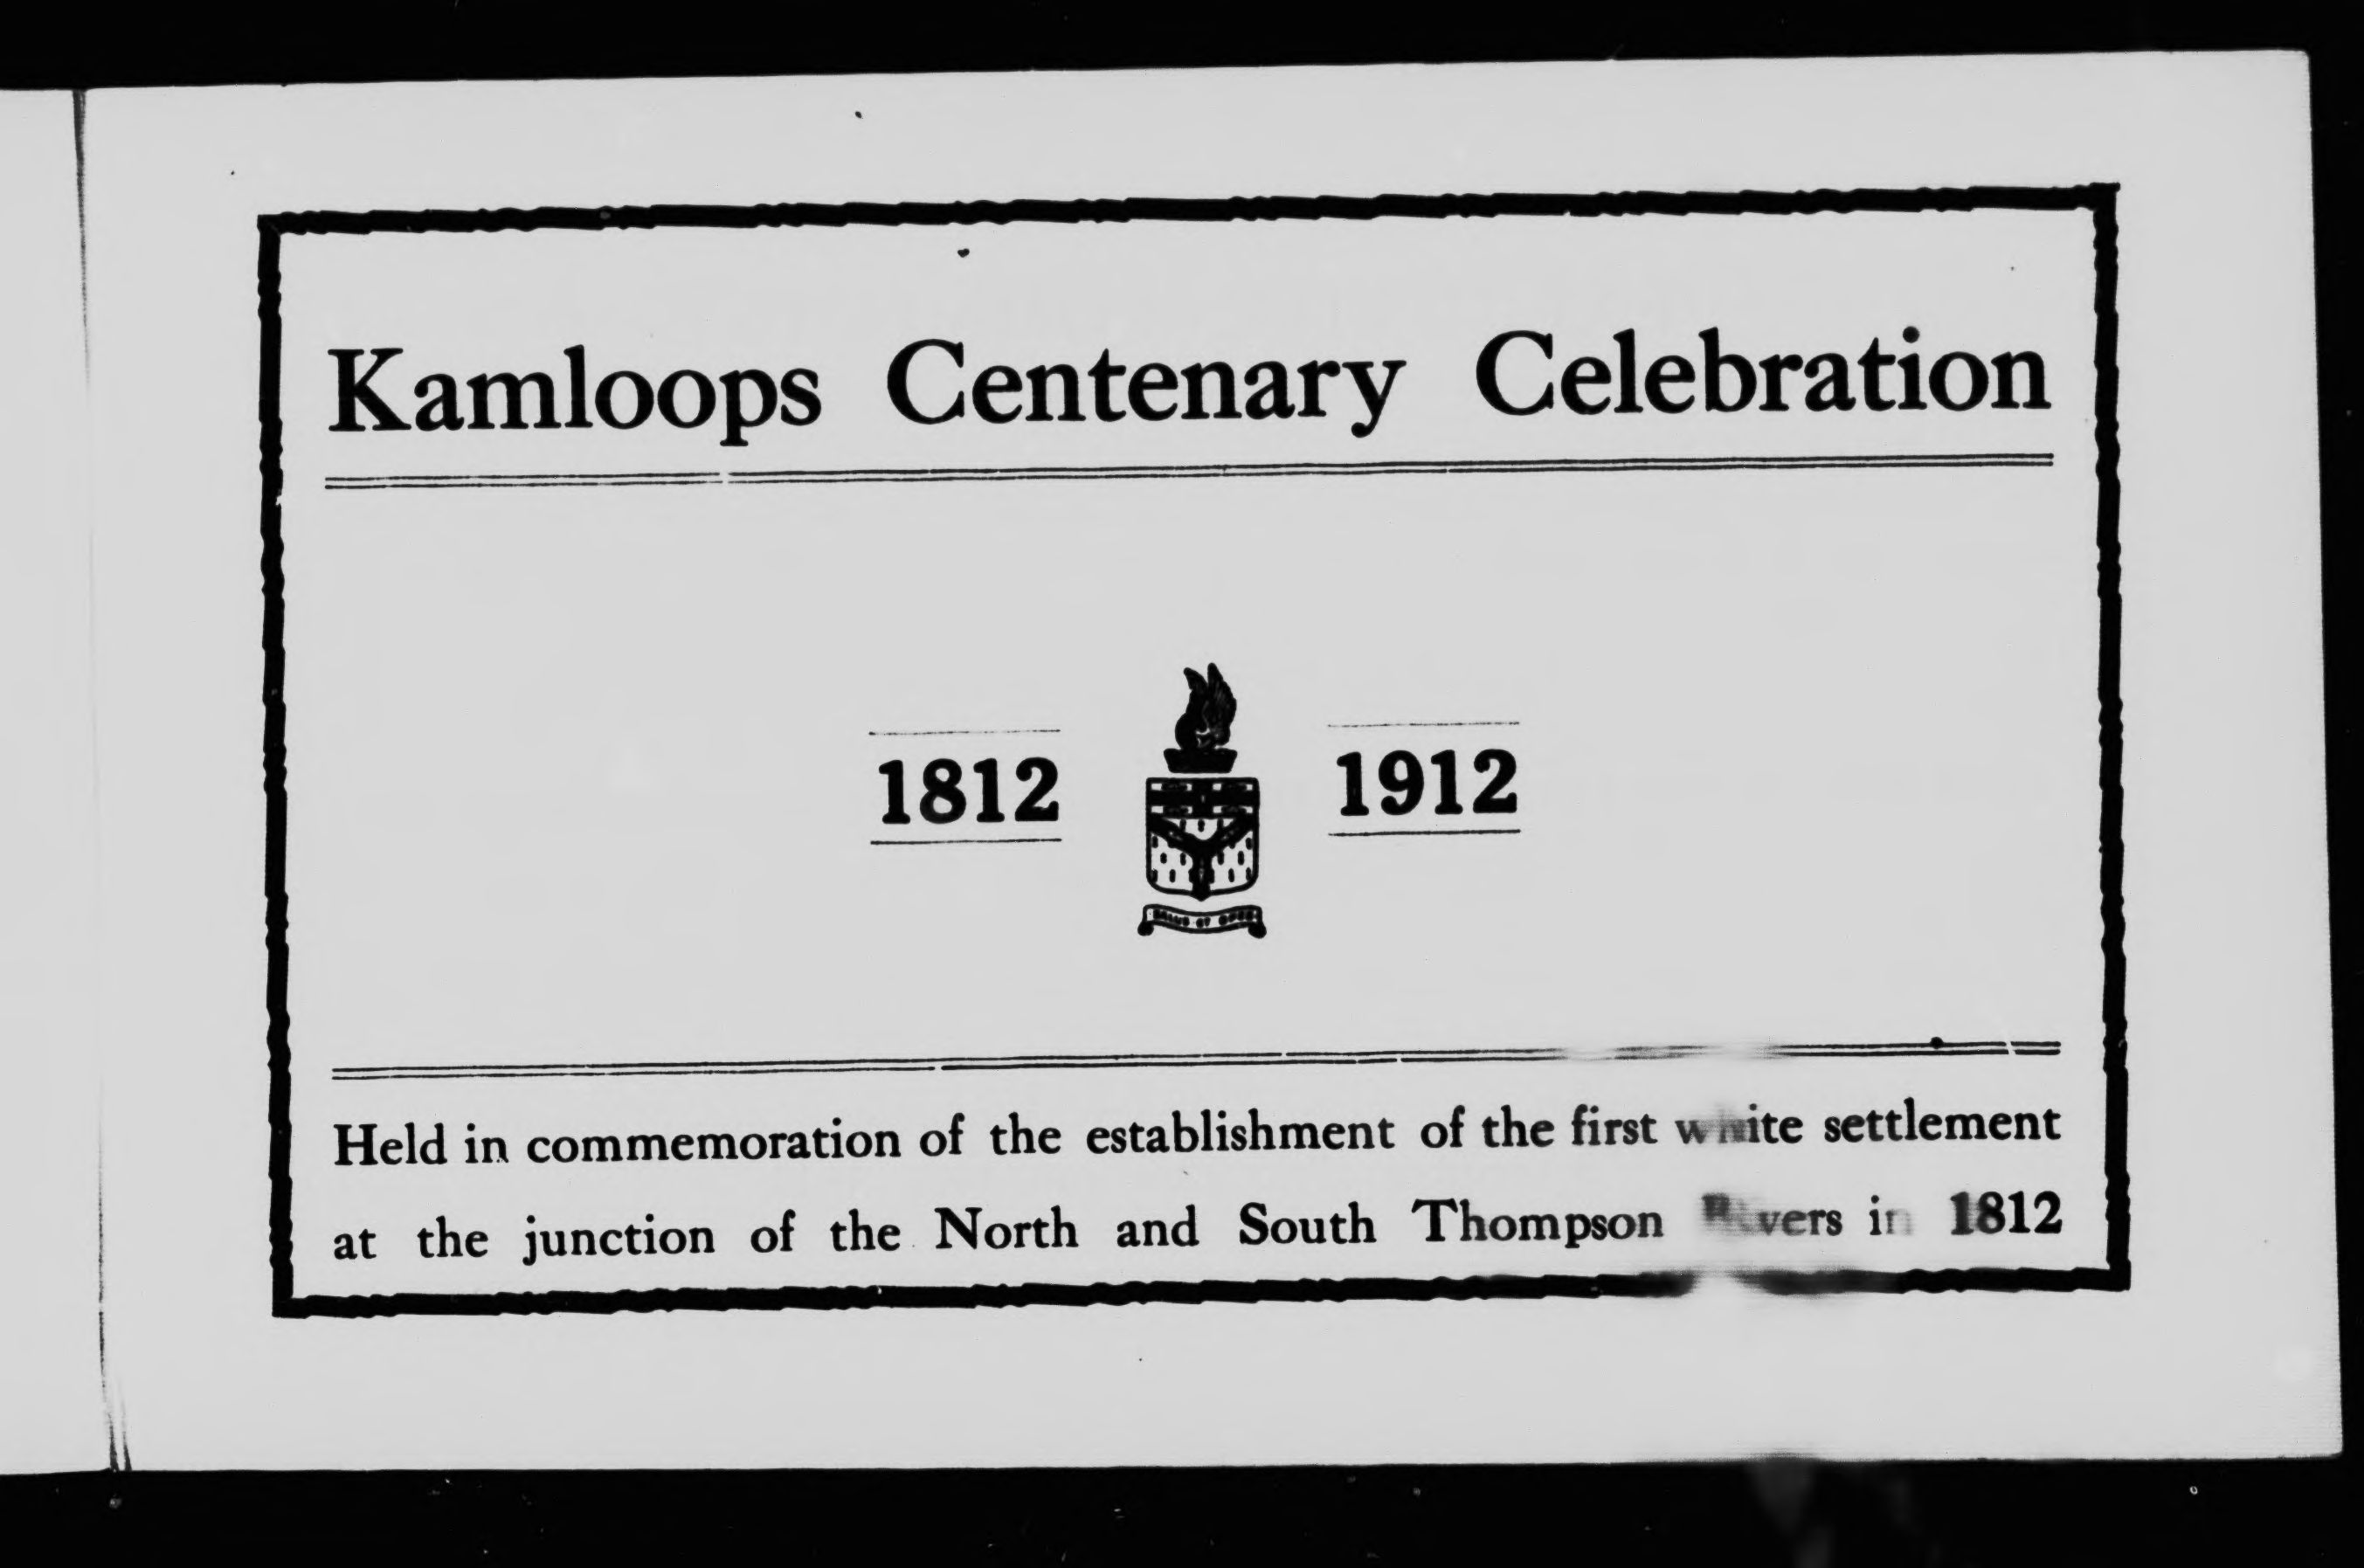 Kamloops Centenary Celebration
1812 1912
Held in commemoration of the establishment of the first white settlement
at the junction of the North and South Thompson Rivers in 1812